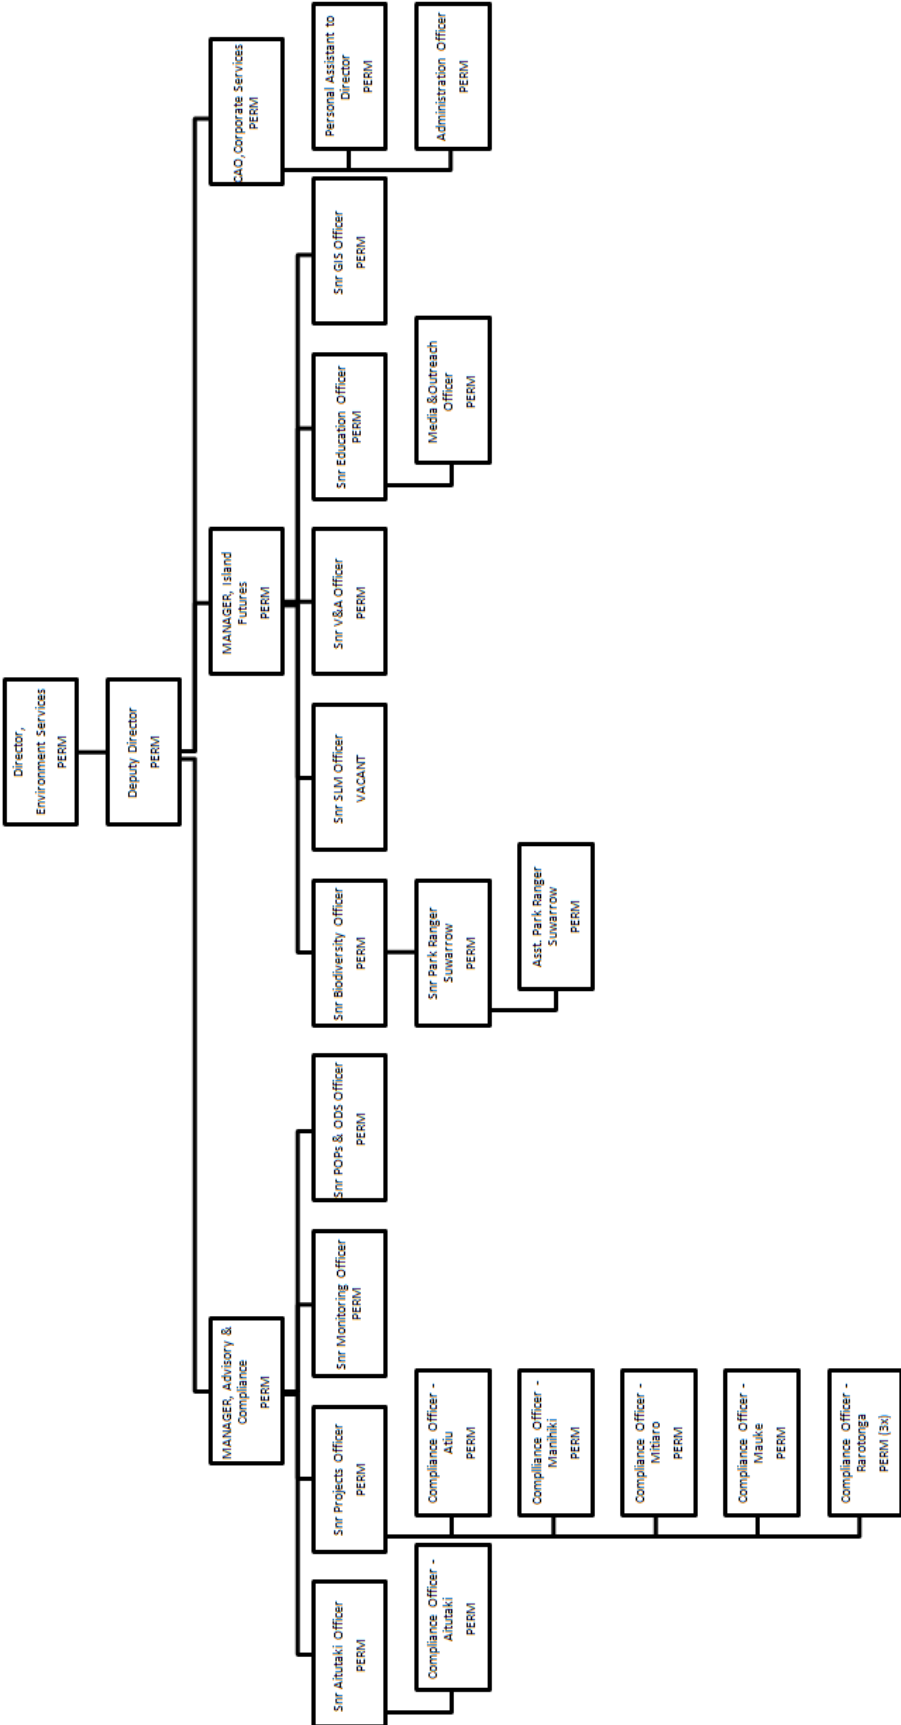 Director,
Environment Services
PERM
Deputy Director
PERM
MANAGER, Advisory &
Compliance
PERM
MANAGER, Island
Futures
PERM
CAO,Corporate Services
PERM
Snr Aitutaki Officer
PERM
Snr Projects Officer
PERM
Snr Monitoring Officer
PERM
Snr POPs & ODS Officer
PERM
Snr Biodiversity Officer
PERM
Snr SLM Officer
VACANT
Snr V&A Officer
PERM
Snr Education Officer
PERM
Snr GIS Officer
PERM
Personal Assistant to
Director
PERM
Compliance Officer -
Aitutaki
PERM
Compliance Officer -
Atiu
PERM
Snr Park Ranger
Suwarrow
PERM
Media &Outreach
Officer
PERM
Administration Officer
PERM
Compliance Officer -
Manihiki
PERM
Asst. Park Ranger
Suwarrow
PERM
Compliance Officer -
Mitiaro
PERM
Compliance Officer -
Mauke
PERM
Compliance Officer -
Rarotonga
PERM (3x)